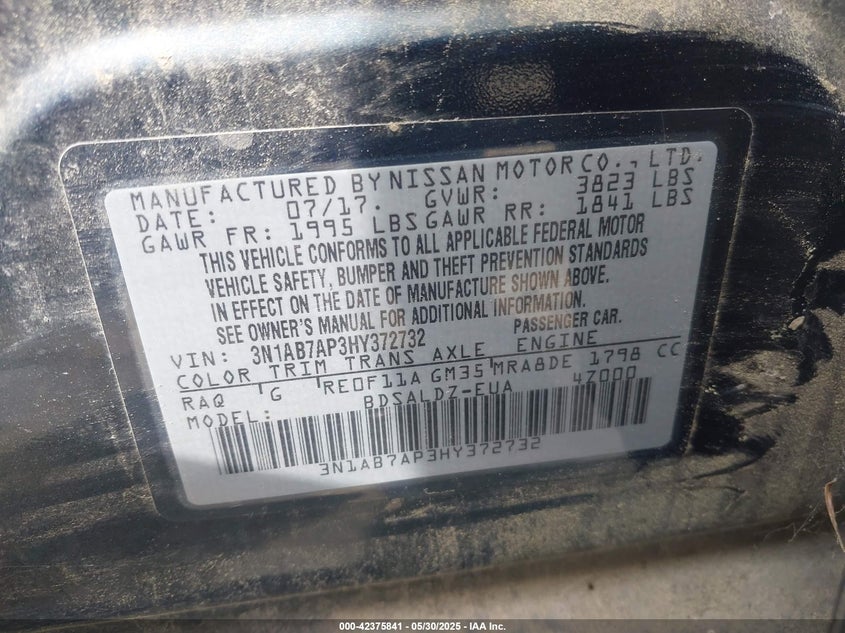 MANUFACTURED BY NISSAN MOTOR CO., LTD.
DATE: 07/17. GVWR: 3823 LBS
GAWR FR: 1995 LBS GAWR RR: 1841 LBS
THIS VEHICLE CONFORMS TO ALL APPLICABLE FEDERAL MOTOR
VEHICLE SAFETY, BUMPER AND THEFT PREVENTION STANDARDS
IN EFFECT ON THE DATE OF MANUFACTURE SHOWN ABOVE.
SEE OWNER'S MANUAL FOR ADDITIONAL INFORMATION.
VIN: 3N1AB7AP3HY372732 PASSENGER CAR.
COLOR TRIM TRANS AXLE ENGINE
RAQ G RE0F11A GM35 MRA8DE 1798 CC
MODEL: BDSALDZ-EUA 4Z000
3N1AB7AP3HY372732
000-42375841 - 05/30/2025 - IAA Inc.